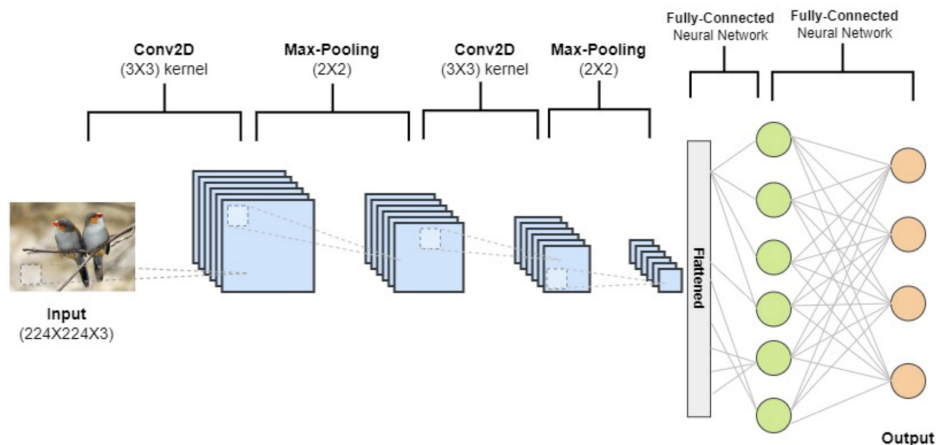 Fully-Connected
Neural Network
Fully-Connected
Neural Network
Conv2D
(3X3) kernel
Max-Pooling
(2X2)
Conv2D
(3X3) kernel
Max-Pooling
(2X2)
Input
(224X224X3)
Flattened
Output